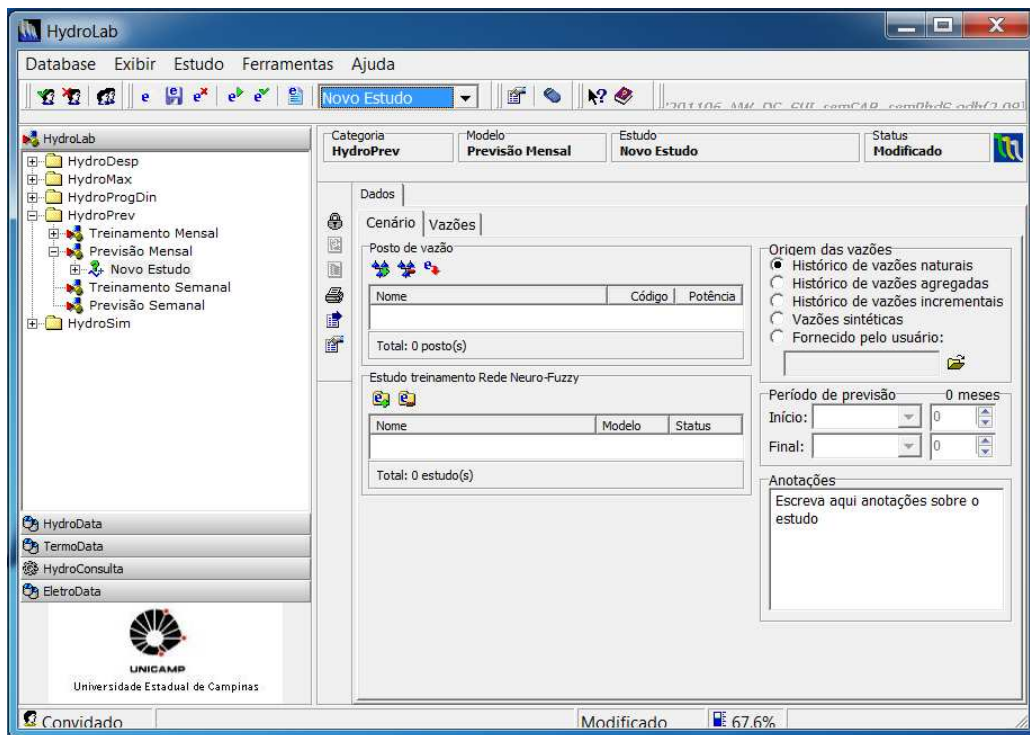 HydroLab
Database Exibir Estudo Ferramentas Ajuda
Novo Estudo
HydroLab
HydroDesp
HydroMax
HydroProgDin
HydroPrev
Treinamento Mensal
Previsão Mensal
Novo Estudo
Treinamento Semanal
Previsão Semanal
HydroSim
HydroData
TermoData
HydroConsulta
EletroData
UNICAMP
Universidade Estadual de Campinas
Categoria Modelo Estudo Status
HydroPrev Previsão Mensal Novo Estudo Modificado
Dados
Cenário Vazões
Posto de vazão
Nome Código Potência
Total: 0 posto(s)
Estudo treinamento Rede Neuro-Fuzzy
Nome Modelo Status
Total: 0 estudo(s)
Origem das vazões
Histórico de vazões naturais
Histórico de vazões agregadas
Histórico de vazões incrementais
Vazões sintéticas
Fornecido pelo usuário:
Período de previsão 0 meses
Início: 0
Final: 0
Anotações
Escreva aqui anotações sobre o
estudo
Convidado Modificado 67.6%